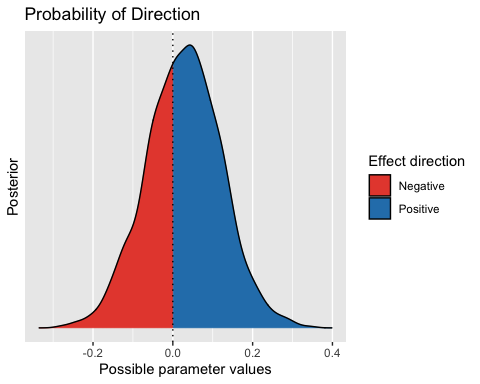 Probability of Direction
Posterior
Effect direction
Negative
Positive
-0.2
0.0
0.2
0.4
Possible parameter values